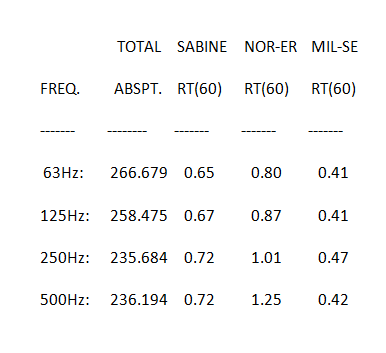 TOTAL SABINE NOR-ER MIL-SE
FREQ. ABSPT. RT(60) RT(60) RT(60)
------- -------- ------- ------- -------
63Hz: 266.679 0.65 0.80 0.41
125Hz: 258.475 0.67 0.87 0.41
250Hz: 235.684 0.72 1.01 0.47
500Hz: 236.194 0.72 1.25 0.42